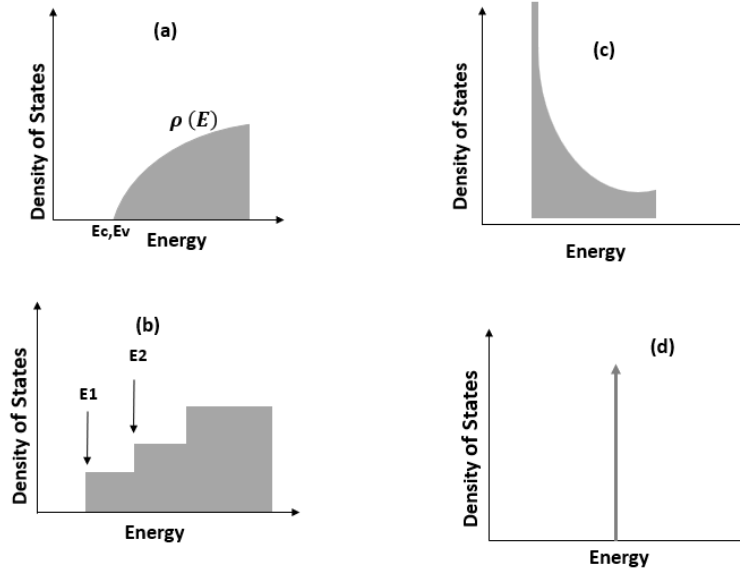 (a)
Density of States
ρ (E)
Ec,Ev
Energy
(c)
Density of States
Energy
(b)
E2
E1
Density of States
Energy
(d)
Density of States
Energy